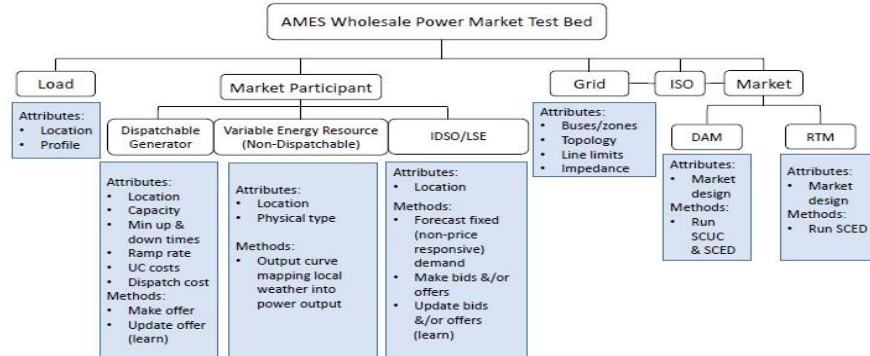 AMES Wholesale Power Market Test Bed
Load
Market Participant
Grid
ISO
Market
Attributes:
• Location
• Profile
Dispatchable
Generator
Variable Energy Resource
(Non-Dispatchable)
IDSO/LSE
Attributes:
• Buses/zones
• Topology
• Line limits
• Impedance
DAM
RTM
Attributes:
• Location
• Capacity
• Min up &
down times
• Ramp rate
• UC costs
• Dispatch cost
Methods:
• Make offer
• Update offer
(learn)
Attributes:
• Location
• Physical type
Methods:
• Output curve
mapping local
weather into
power output
Attributes:
• Location
Methods:
• Forecast fixed
(non-price
responsive)
demand
• Make bids &/or
offers
• Update bids
&/or offers
(learn)
Attributes:
• Market
design
Methods:
• Run
SCUC
& SCED
Attributes:
• Market
design
Methods:
• Run SCED